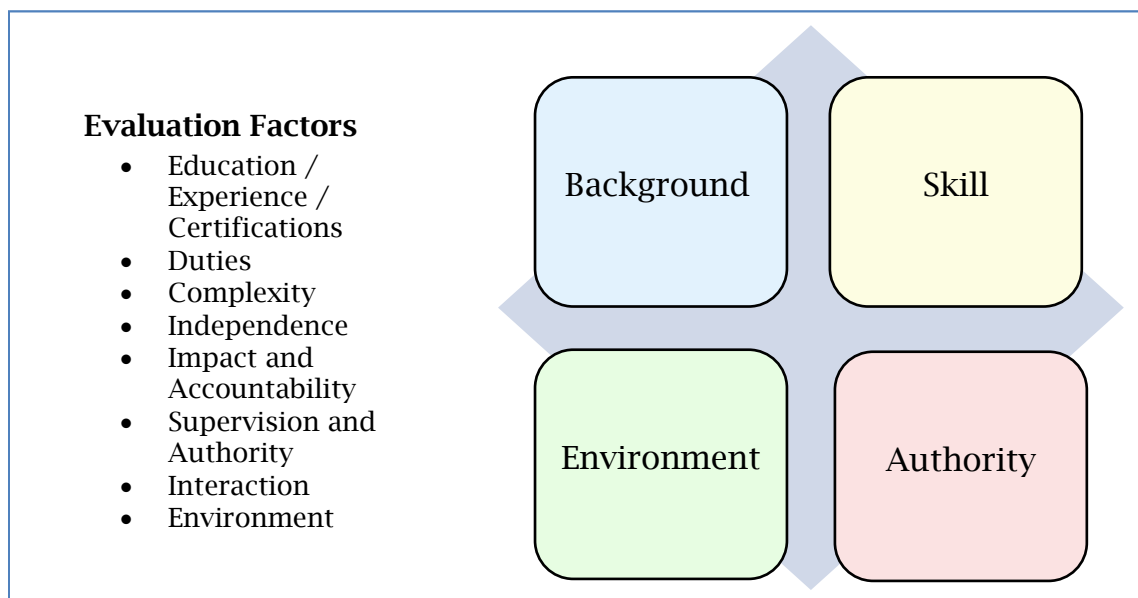 Evaluation Factors
• Education /
Experience /
Certifications
• Duties
• Complexity
• Independence
• Impact and
Accountability
• Supervision and
Authority
• Interaction
• Environment
Background
Skill
Environment
Authority